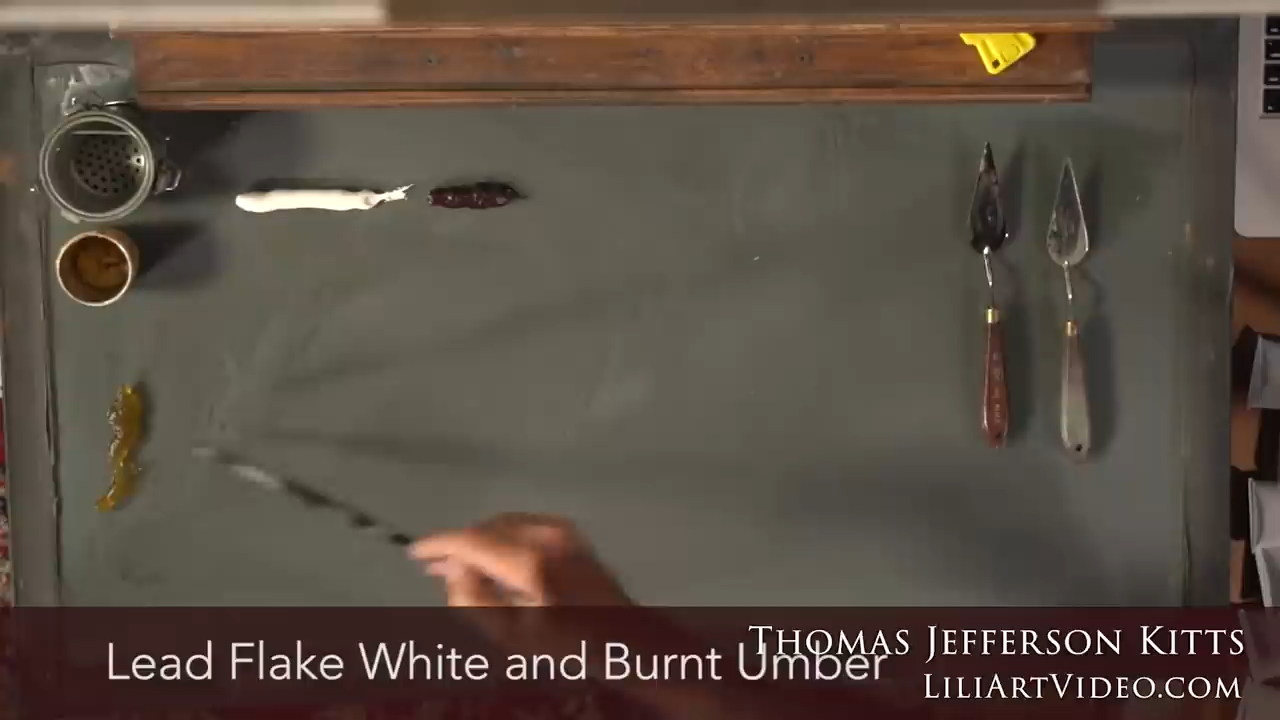 Lead Flake White and Burnt Umber
THOMAS JEFFERSON KITTS
LILIARTVIDEO.COM